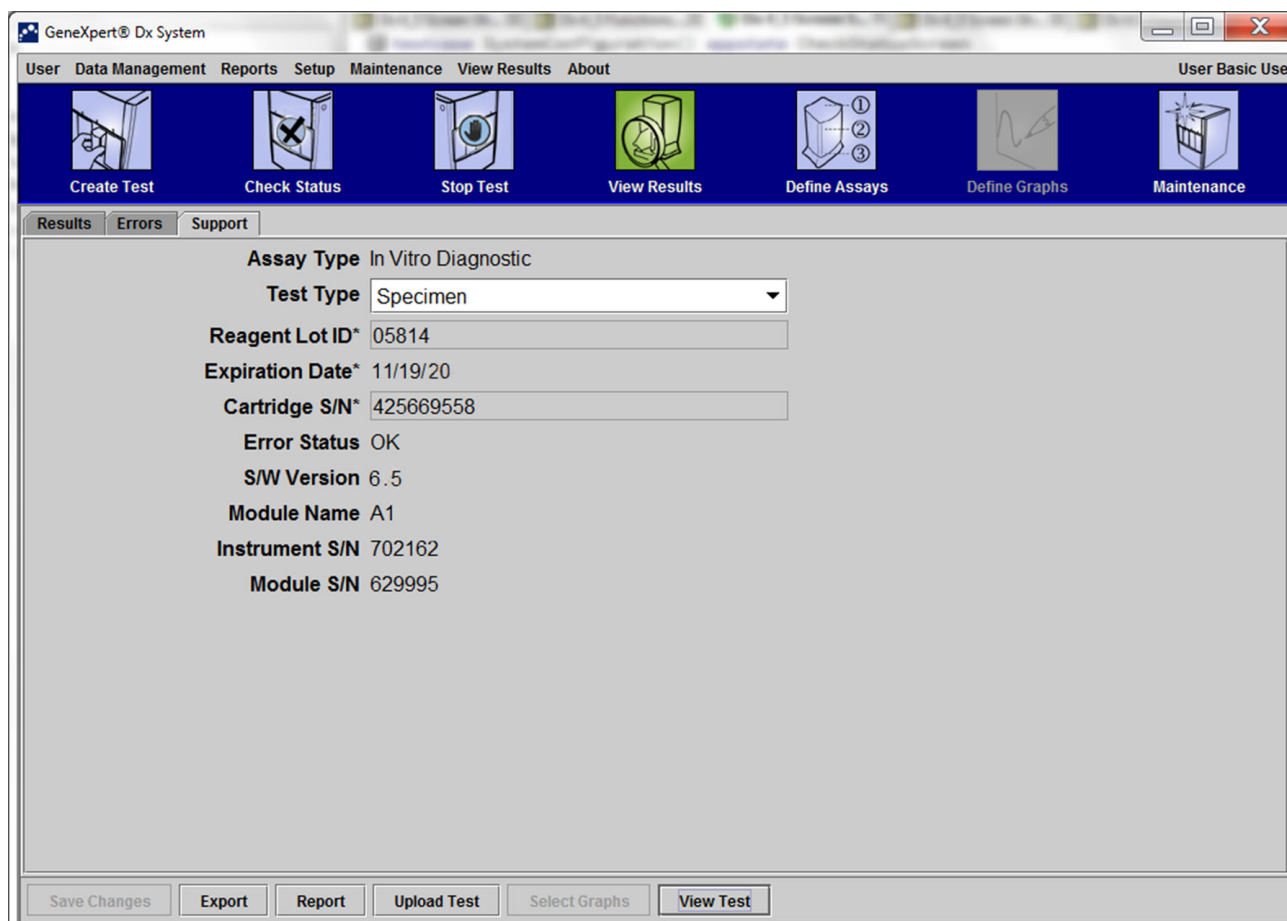 GeneXpert® Dx System
User Data Management Reports Setup Maintenance View Results About User Basic Use
① 
②
③
Create Test Check Status Stop Test View Results Define Assays Define Graphs Maintenance
Results Errors Support
Assay Type In Vitro Diagnostic
Test Type Specimen
Reagent Lot ID* 05814
Expiration Date* 11/19/20
Cartridge S/N* 425669558
Error Status OK
S/W Version 6.5
Module Name A1
Instrument S/N 702162
Module S/N 629995
Save Changes Export Report Upload Test Select Graphs View Test